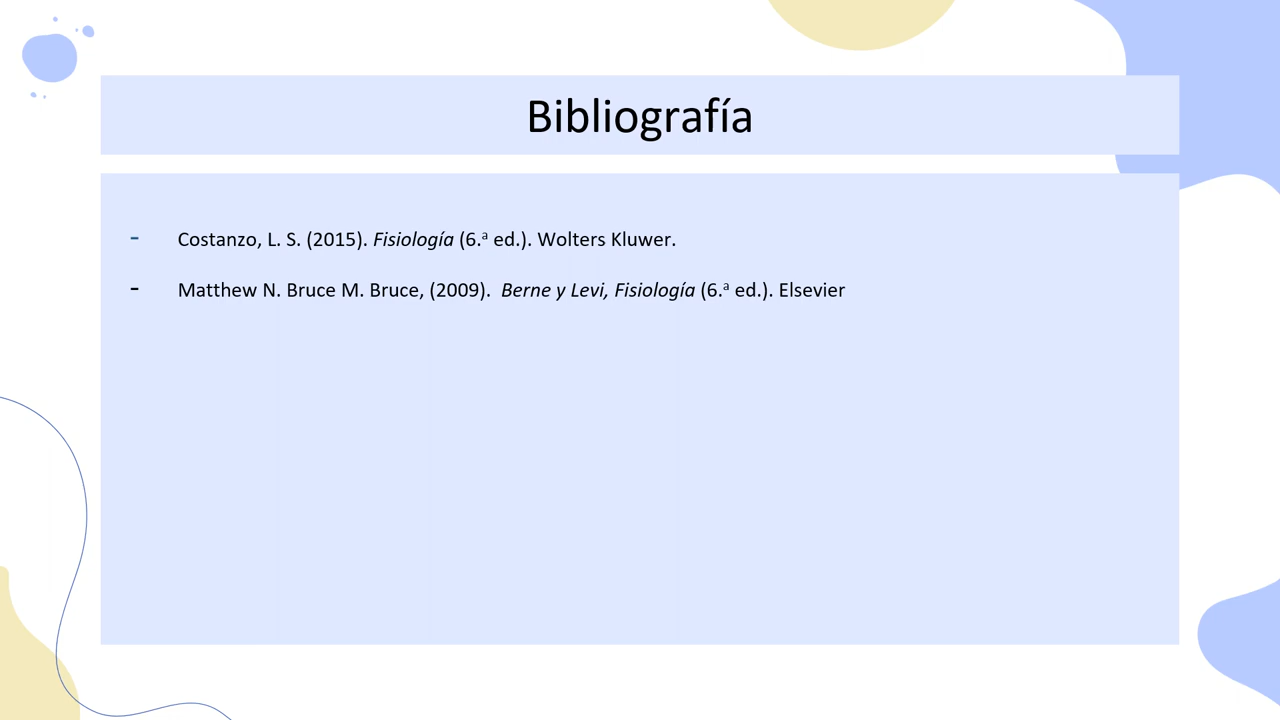 Bibliografía
- Costanzo, L. S. (2015). Fisiología (6.ª ed.). Wolters Kluwer.
- Matthew N. Bruce M. Bruce, (2009). Berne y Levi, Fisiología (6.ª ed.). Elsevier